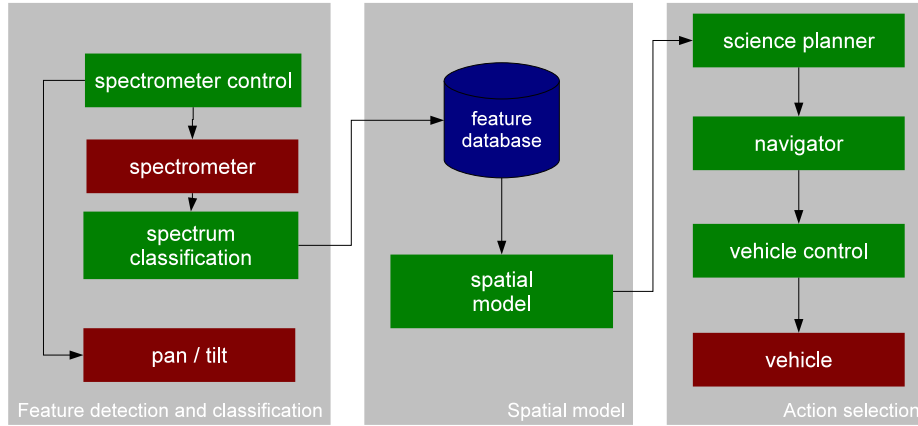 spectrometer control
spectrometer
spectrum
classification
pan / tilt
Feature detection and classification
feature
database
spatial
model
Spatial model
science planner
navigator
vehicle control
vehicle
Action selection